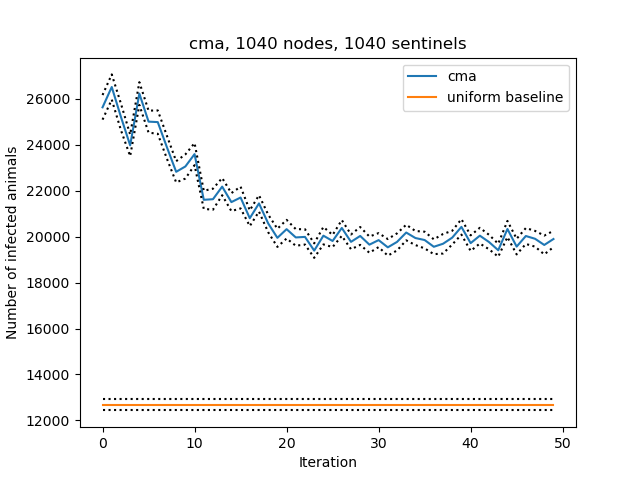 cma, 1040 nodes, 1040 sentinels
cma
uniform baseline
Number of infected animals
26000
24000
22000
20000
18000
16000
14000
12000
0 10 20 30 40 50
Iteration